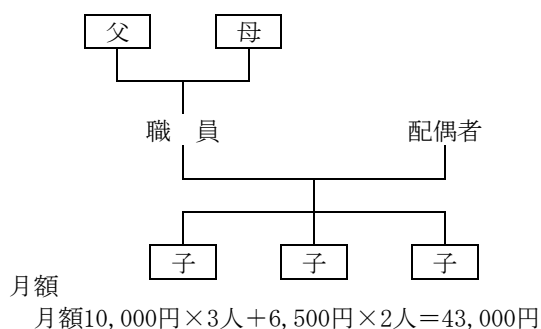 父 母
職 員 配偶者
子 子 子
月額
月額10,000円×3人＋6,500円×2人＝43,000円